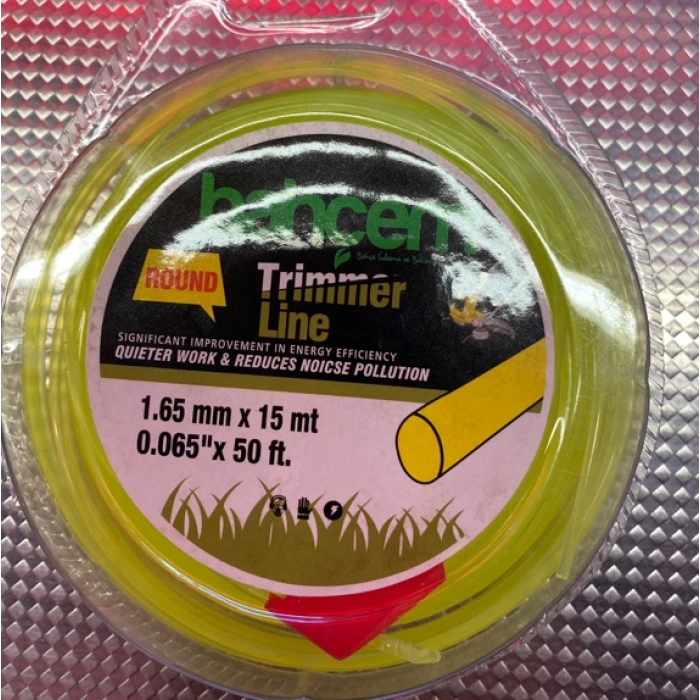 bahçem
ROUND
Trimmer
Line
SIGNIFICANT IMPROVEMENT IN ENERGY EFFICIENCY
QUIETER WORK & REDUCES NOICSE POLLUTION
1.65 mm x 15 mt
0.065"x 50 ft.